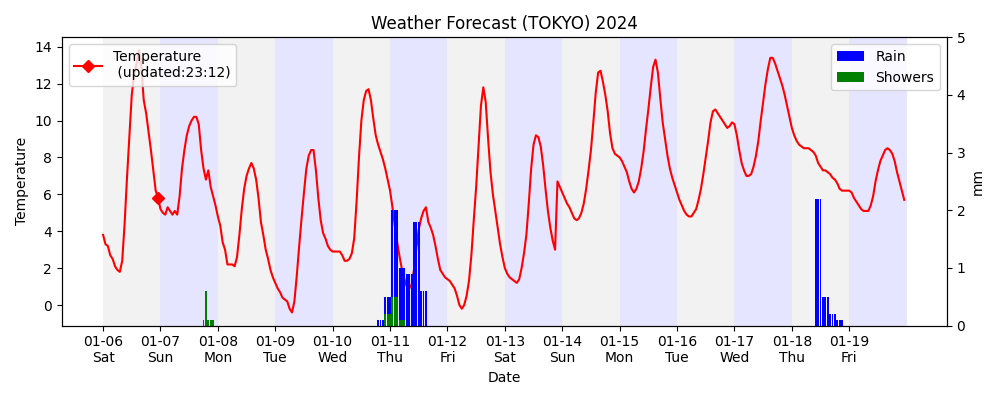 Weather Forecast (TOKYO) 2024
Temperature
(updated:23:12)
Rain
Showers
14
12
10
8
6
4
2
0
Temperature
5
4
3
2
1
0
mm
01-06 01-07 01-08 01-09 01-10 01-11 01-12 01-13 01-14 01-15 01-16 01-17 01-18 01-19
Sat Sun Mon Tue Wed Thu Fri Sat Sun Mon Tue Wed Thu Fri
Date